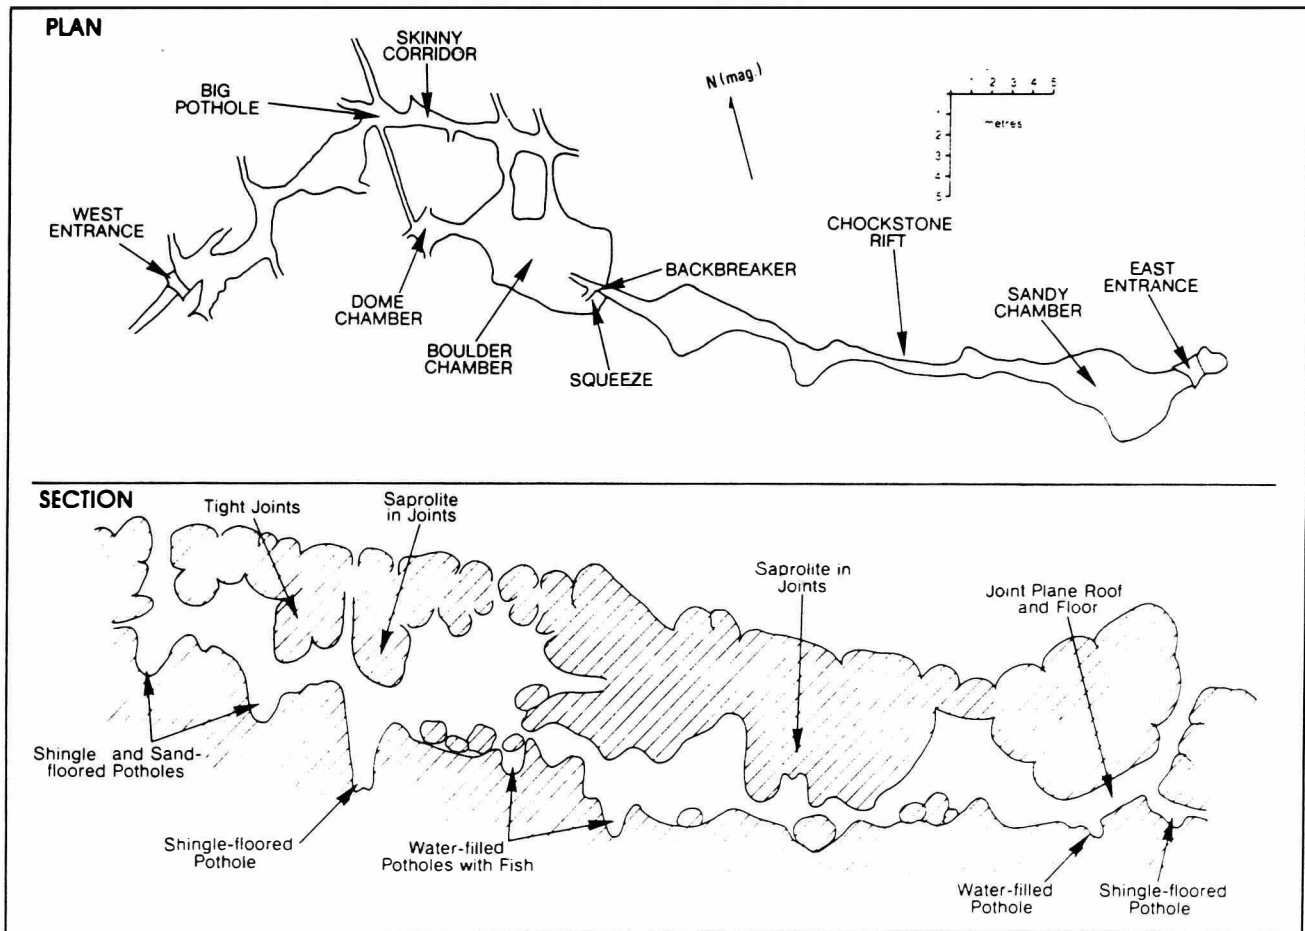 PLAN
SKINNY
CORRIDOR
BIG
POTHOLE
N (mag.)
1 2 3 4 5
metres
1
2
3
4
5
WEST
ENTRANCE
CHOCKSTONE
RIFT
BACKBREAKER
EAST
ENTRANCE
SANDY
CHAMBER
DOME
CHAMBER
BOULDER
CHAMBER
SQUEEZE
SECTION
Tight Joints
Saprolite
in Joints
Saprolite in
Joints
Joint Plane Roof
and Floor
Shingle and Sand-
floored Potholes
Shingle-floored
Pothole
Water-filled
Potholes with Fish
Water-filled
Pothole
Shingle-floored
Pothole